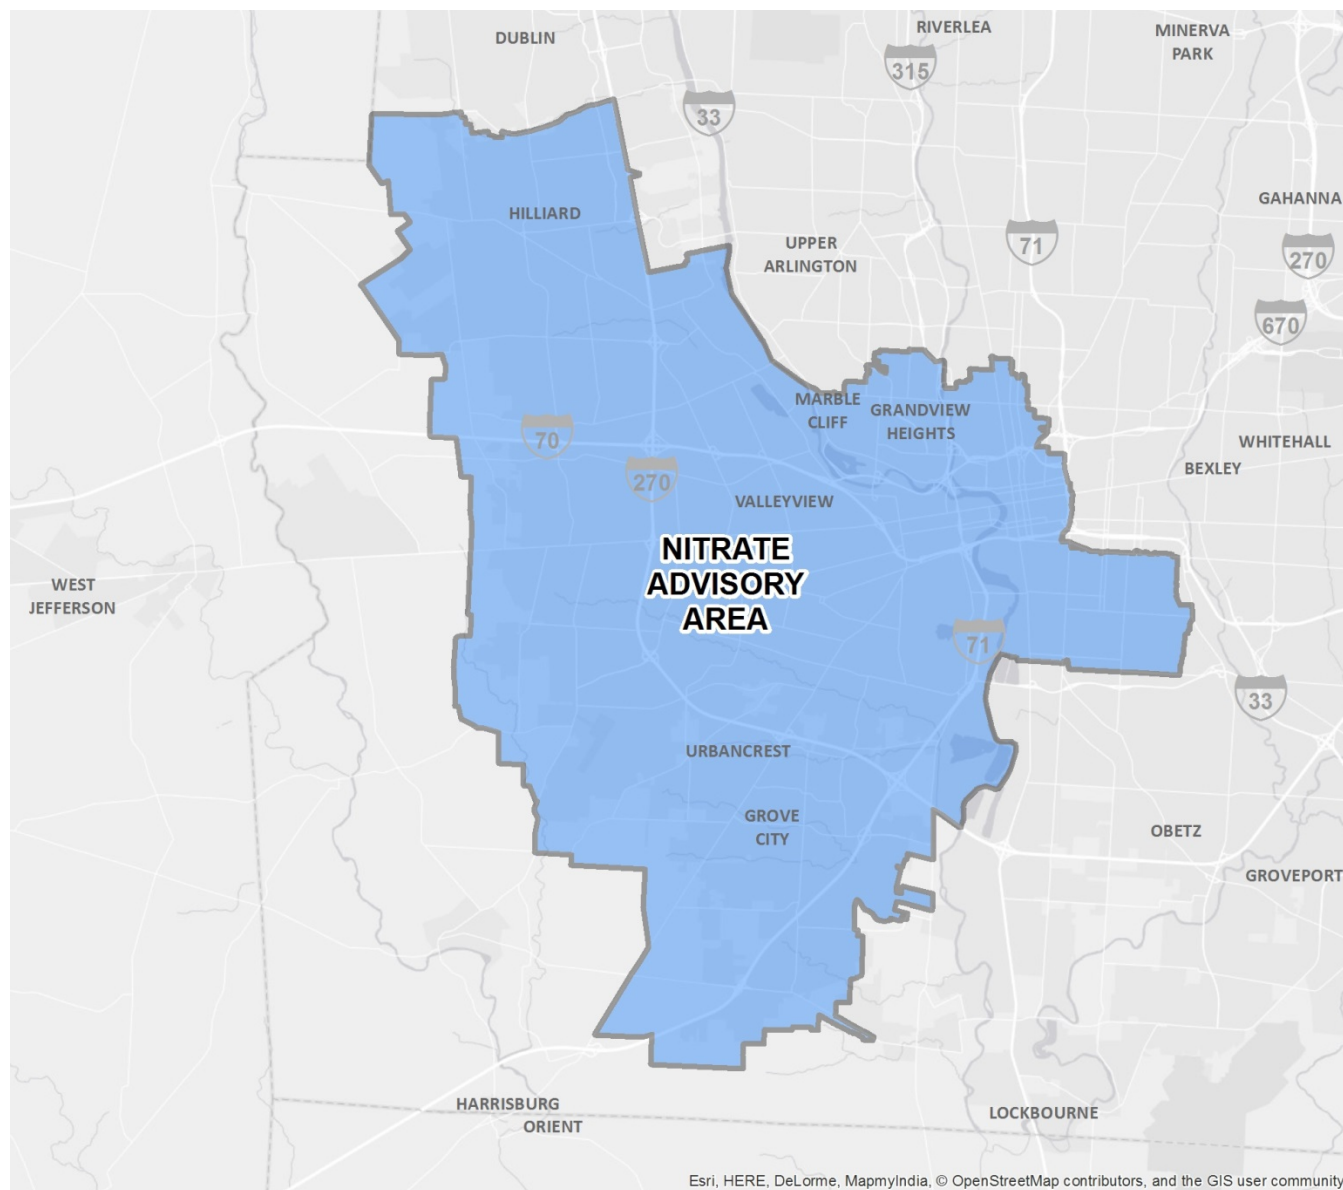 DUBLIN
RIVERLEA
MINERVA
PARK
315
33
HILLIARD
GAHANNA
UPPER
ARLINGTON
71
270
670
MARBLE
CLIFF
GRANDVIEW
HEIGHTS
70
WHITEHALL
BEXLEY
270
VALLEYVIEW
NITRATE
ADVISORY
AREA
WEST
JEFFERSON
71
33
URBANCREST
GROVE
CITY
OBETZ
GROVEPORT
HARRISBURG
ORIENT
LOCKBOURNE
Esri, HERE, DeLorme, MapmyIndia, © OpenStreetMap contributors, and the GIS user community